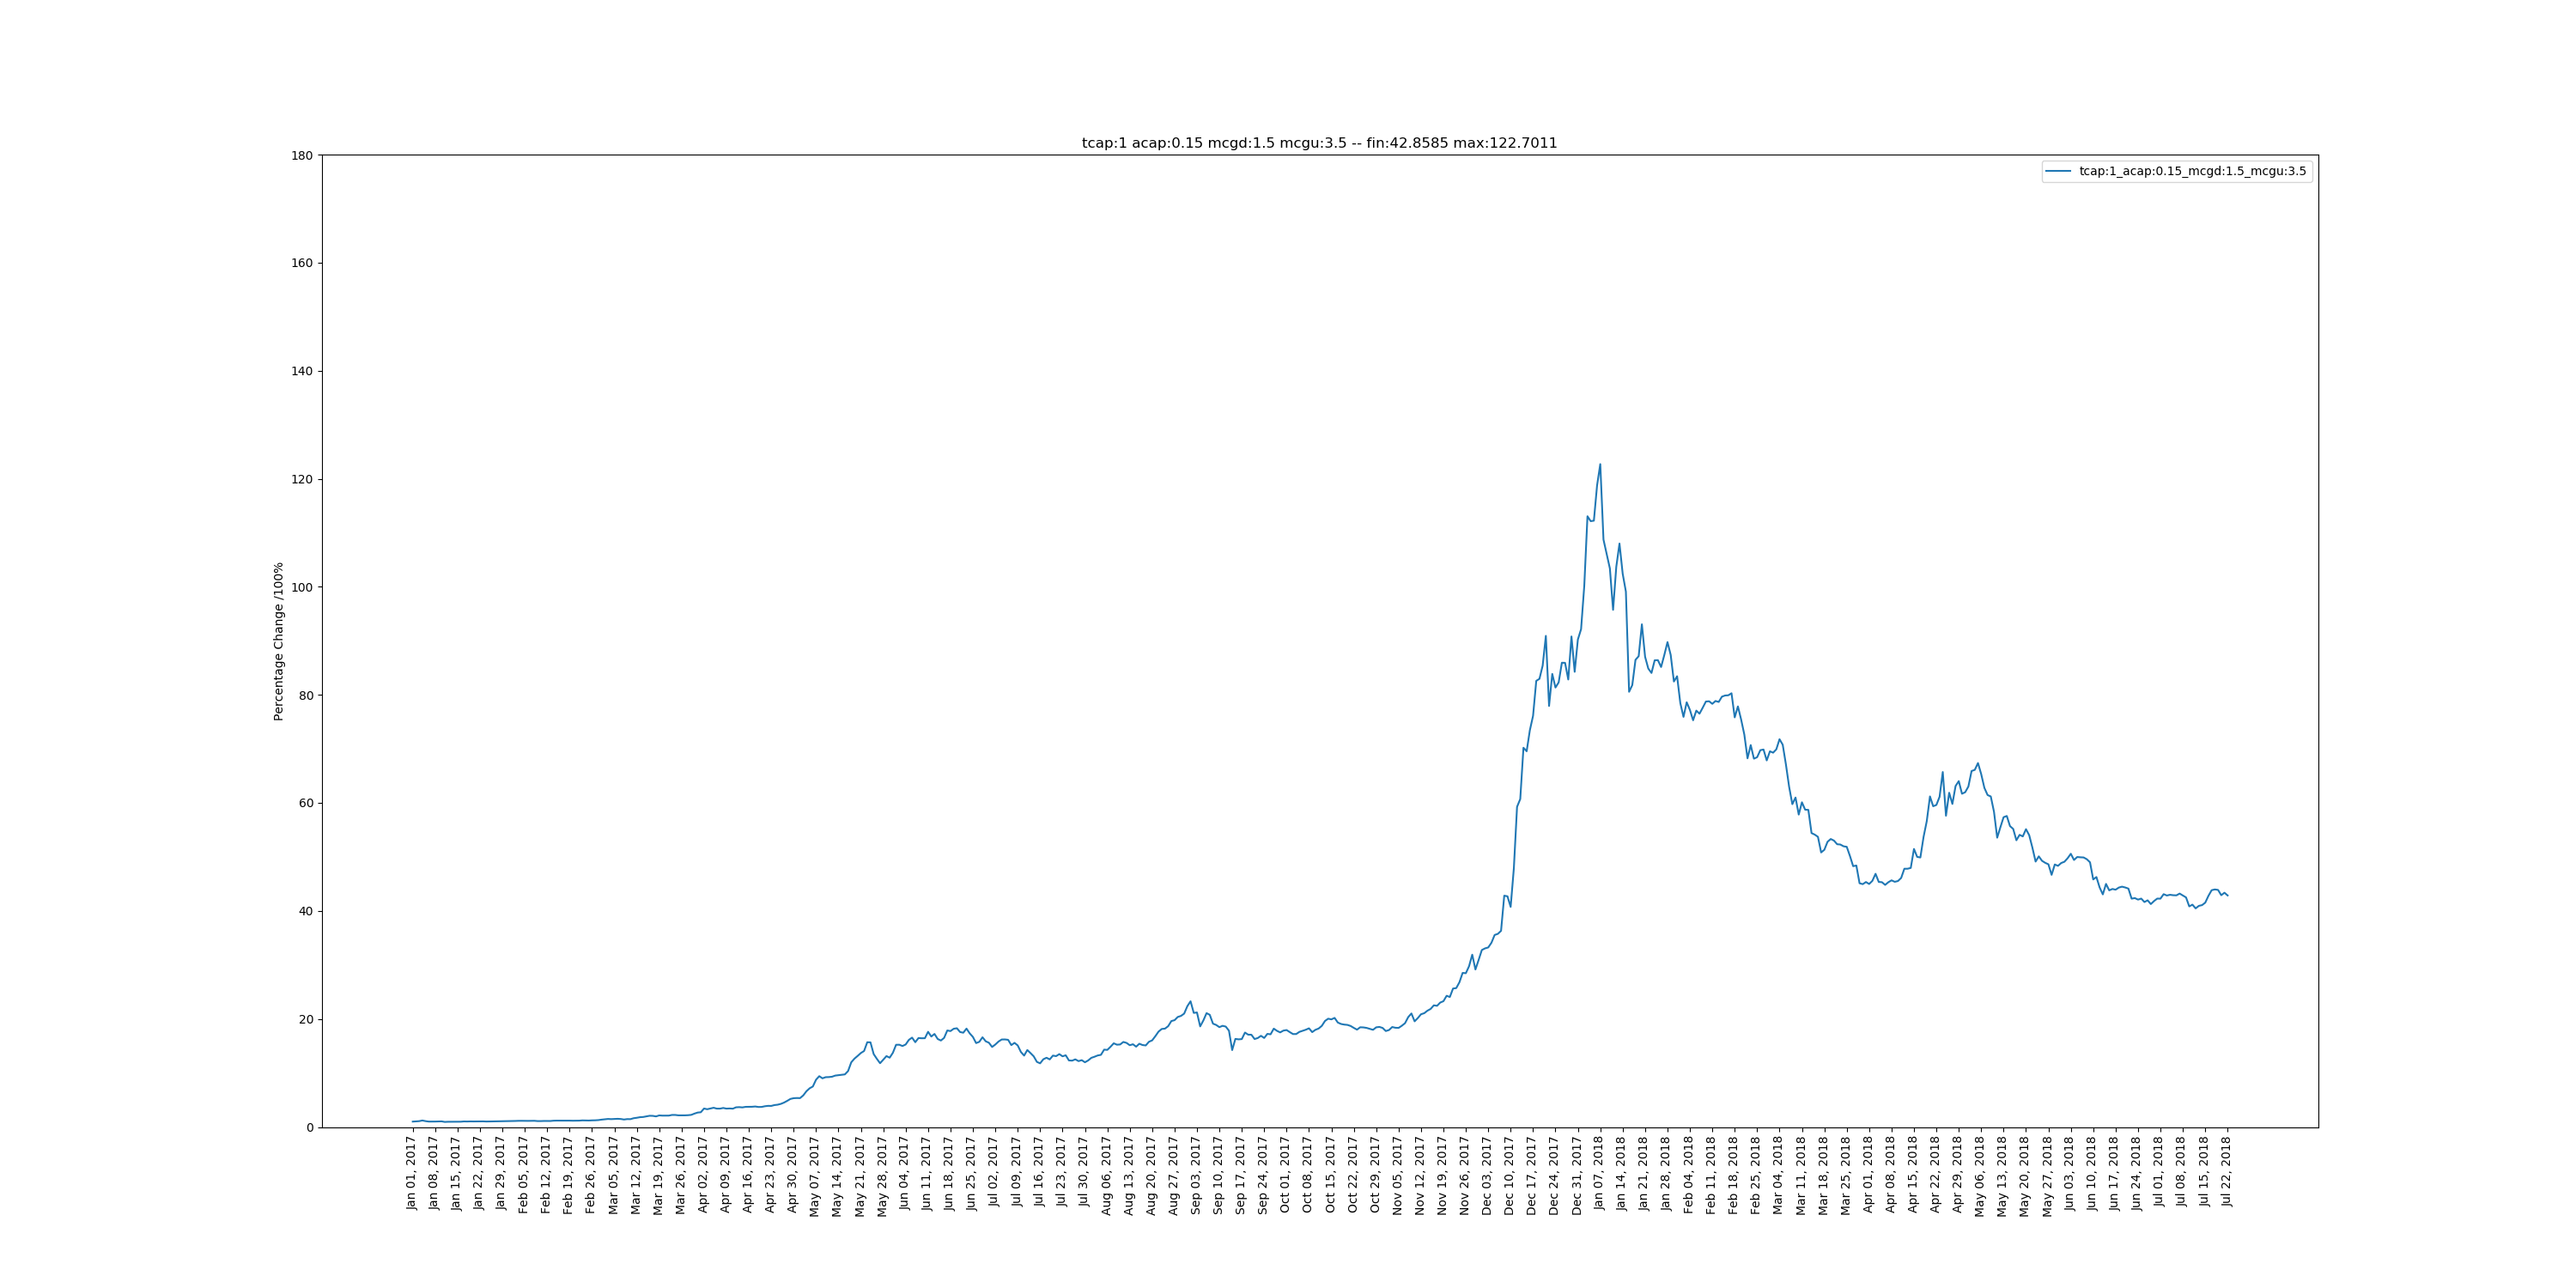 tcap:1 acap:0.15 mcgd:1.5 mcgu:3.5 -- fin:42.8585 max:122.7011
tcap:1_acap:0.15_mcgd:1.5_mcgu:3.5
Percentage Change /100%
180
160
140
120
100
80
60
40
20
0
Jan 01, 2017
Jan 08, 2017
Jan 15, 2017
Jan 22, 2017
Jan 29, 2017
Feb 05, 2017
Feb 12, 2017
Feb 19, 2017
Feb 26, 2017
Mar 05, 2017
Mar 12, 2017
Mar 19, 2017
Mar 26, 2017
Apr 02, 2017
Apr 09, 2017
Apr 16, 2017
Apr 23, 2017
Apr 30, 2017
May 07, 2017
May 14, 2017
May 21, 2017
May 28, 2017
Jun 04, 2017
Jun 11, 2017
Jun 18, 2017
Jun 25, 2017
Jul 02, 2017
Jul 09, 2017
Jul 16, 2017
Jul 23, 2017
Jul 30, 2017
Aug 06, 2017
Aug 13, 2017
Aug 20, 2017
Aug 27, 2017
Sep 03, 2017
Sep 10, 2017
Sep 17, 2017
Sep 24, 2017
Oct 01, 2017
Oct 08, 2017
Oct 15, 2017
Oct 22, 2017
Oct 29, 2017
Nov 05, 2017
Nov 12, 2017
Nov 19, 2017
Nov 26, 2017
Dec 03, 2017
Dec 10, 2017
Dec 17, 2017
Dec 24, 2017
Dec 31, 2017
Jan 07, 2018
Jan 14, 2018
Jan 21, 2018
Jan 28, 2018
Feb 04, 2018
Feb 11, 2018
Feb 18, 2018
Feb 25, 2018
Mar 04, 2018
Mar 11, 2018
Mar 18, 2018
Mar 25, 2018
Apr 01, 2018
Apr 08, 2018
Apr 15, 2018
Apr 22, 2018
Apr 29, 2018
May 06, 2018
May 13, 2018
May 20, 2018
May 27, 2018
Jun 03, 2018
Jun 10, 2018
Jun 17, 2018
Jun 24, 2018
Jul 01, 2018
Jul 08, 2018
Jul 15, 2018
Jul 22, 2018